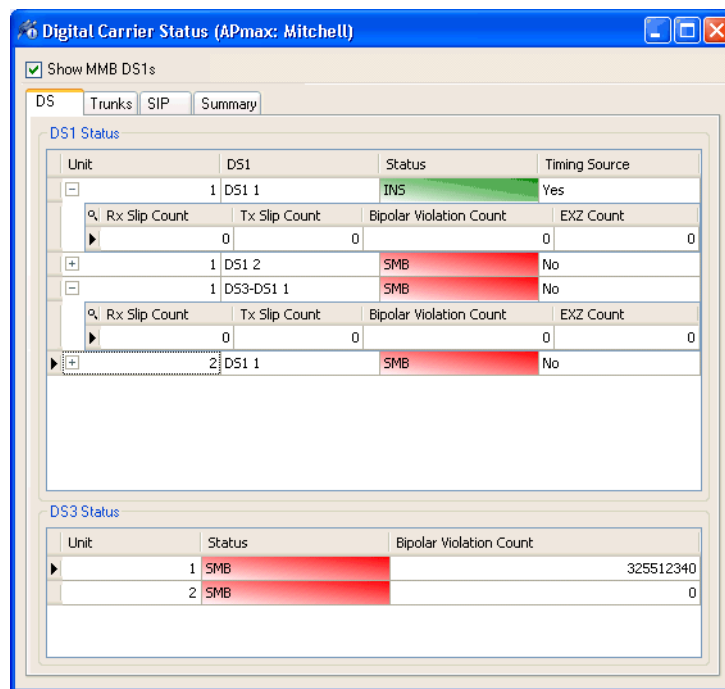 Digital Carrier Status (APmax: Mitchell)
Show MMB DS1s
DS Trunks SIP Summary
DS1 Status
Unit DS1 Status Timing Source
1 DS1 1 INS Yes
Rx Slip Count Tx Slip Count Bipolar Violation Count EXZ Count
0 0 0 0
1 DS1 2 SMB No
1 DS3-DS1 1 SMB No
Rx Slip Count Tx Slip Count Bipolar Violation Count EXZ Count
0 0 0 0
2 DS1 1 SMB No
DS3 Status
Unit Status Bipolar Violation Count
1 SMB 325512340
2 SMB 0